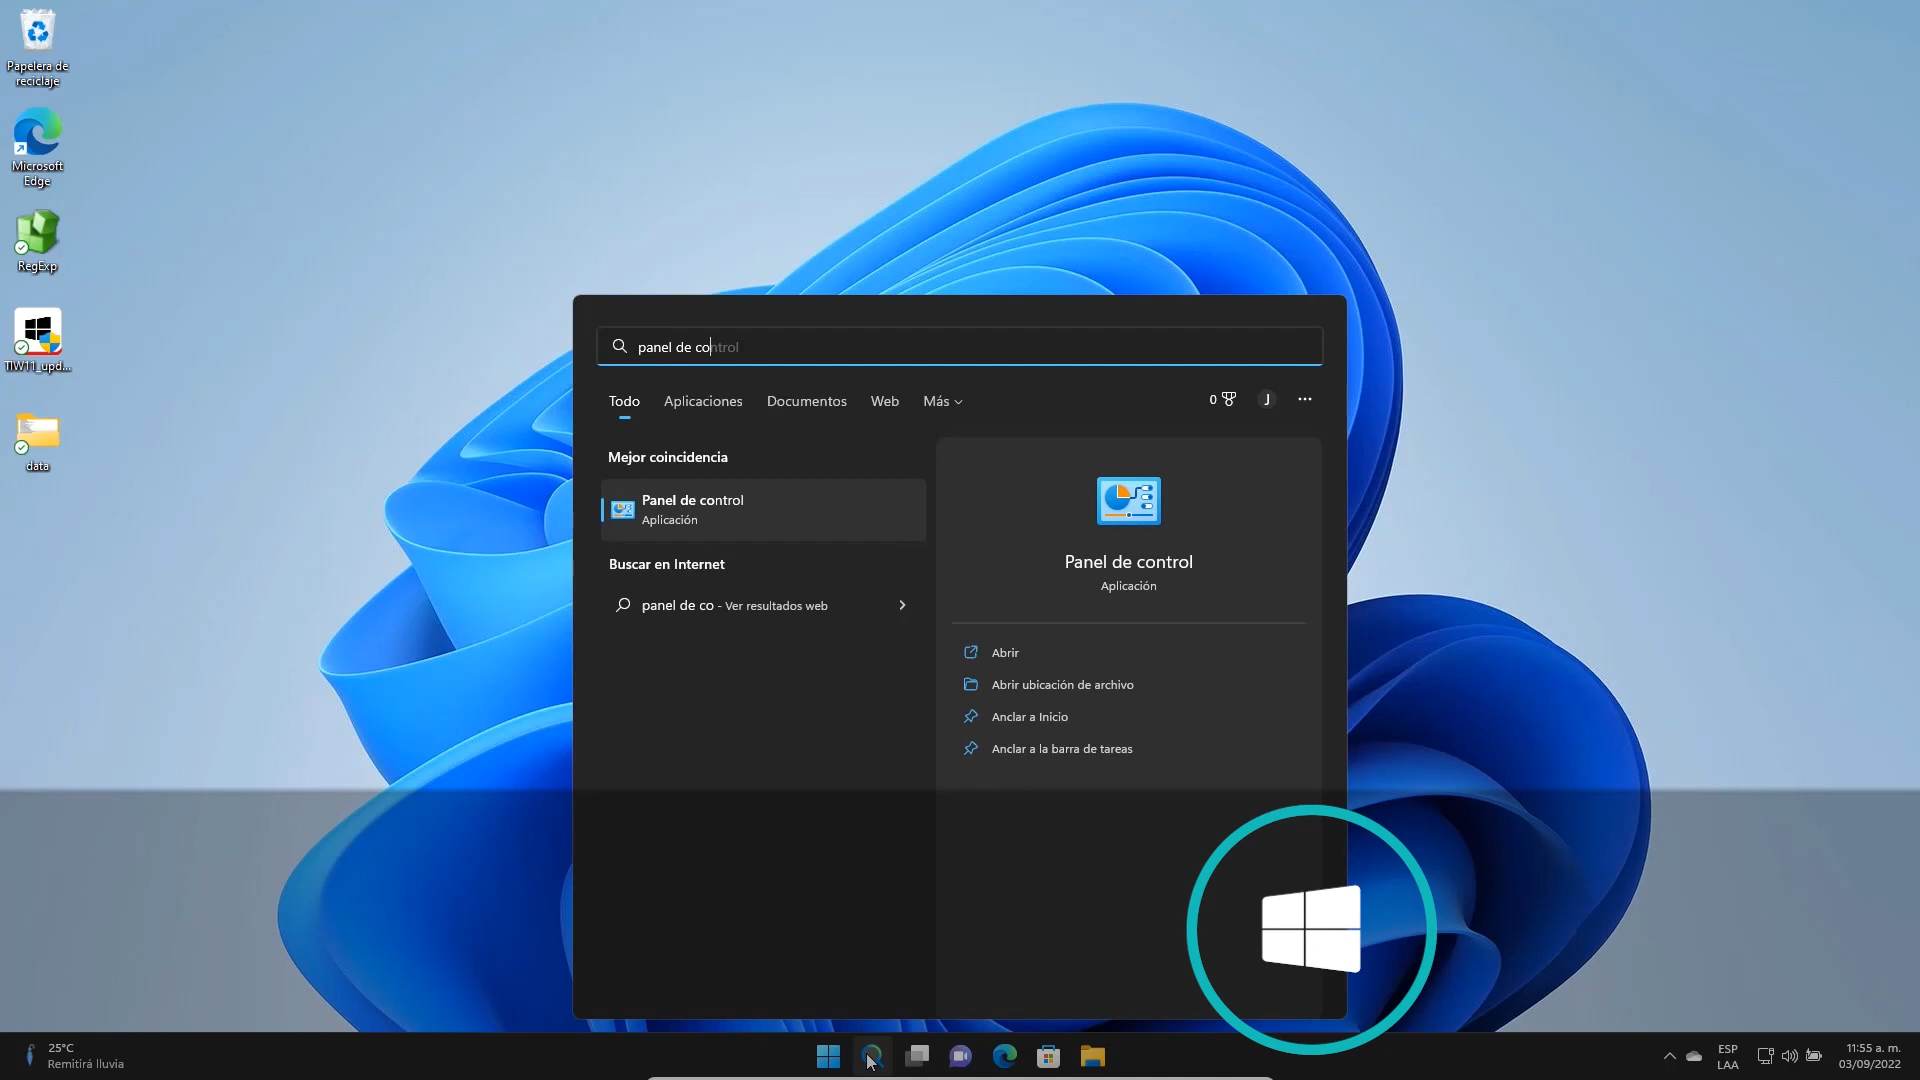 Papelera de
reciclaje
Microsoft
Edge
RegExp
TIW11_upd...
data
panel de control
Todo
Aplicaciones
Documentos
Web
Más
0
J
Mejor coincidencia
Panel de control
Aplicación
Buscar en Internet
panel de co - Ver resultados web
Panel de control
Aplicación
Abrir
Abrir ubicación de archivo
Anclar a Inicio
Anclar a la barra de tareas
25°C
Remitirá lluvia
ESP
LAA
11:55 a. m.
03/09/2022